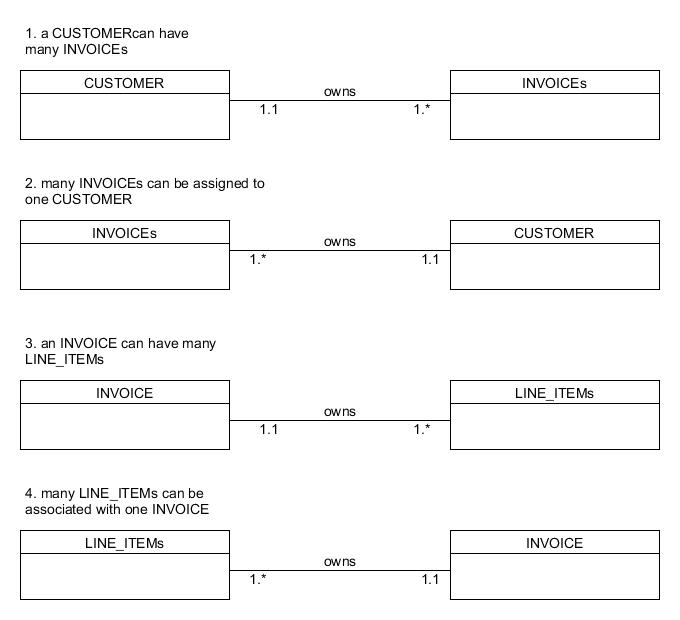 1. a CUSTOMERcan have
many INVOICEs
CUSTOMER
owns
INVOICEs
1.1
1.*
2. many INVOICEs can be assigned to
one CUSTOMER
INVOICEs
owns
CUSTOMER
1.*
1.1
3. an INVOICE can have many
LINE_ITEMs
INVOICE
owns
LINE_ITEMs
1.1
1.*
4. many LINE_ITEMs can be
associated with one INVOICE
LINE_ITEMs
owns
INVOICE
1.*
1.1